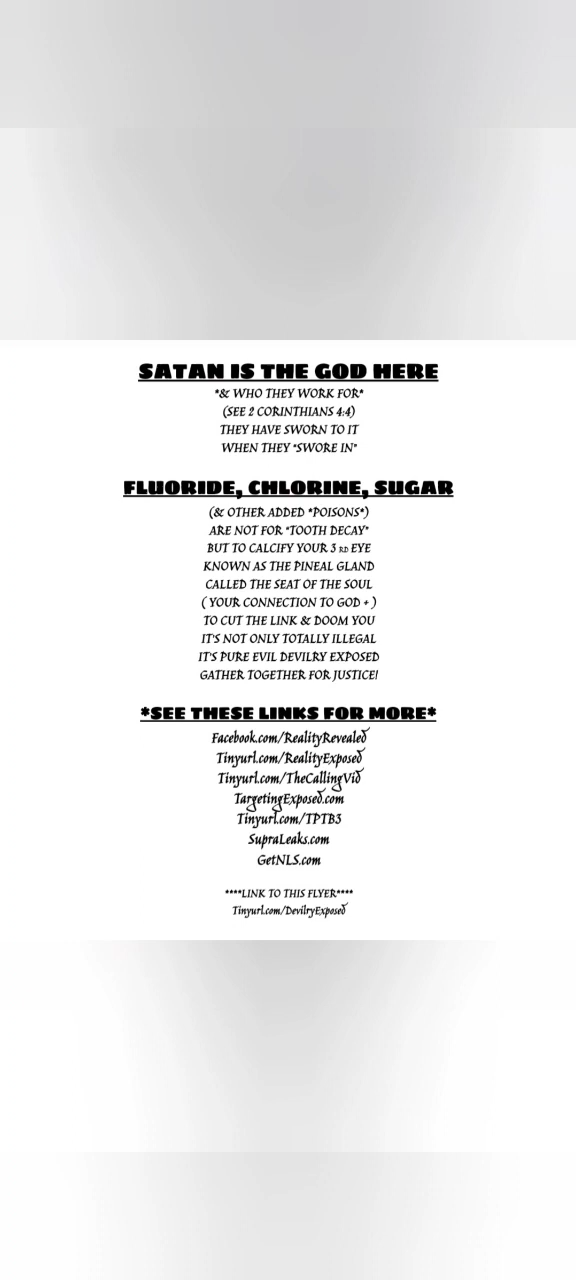 SATAN IS THE GOD HERE
*& WHO THEY WORK FOR*
(SEE 2 CORINTHIANS 4:4)
THEY HAVE SWORN TO IT
WHEN THEY "SWORE IN"
FLUORIDE, CHLORINE, SUGAR
(& OTHER ADDED *POISONS*)
ARE NOT FOR "TOOTH DECAY"
BUT TO CALCIFY YOUR 3 RD EYE
KNOWN AS THE PINEAL GLAND
CALLED THE SEAT OF THE SOUL
( YOUR CONNECTION TO GOD + )
TO CUT THE LINK & DOOM YOU
IT'S NOT ONLY TOTALLY ILLEGAL
IT'S PURE EVIL DEVILRY EXPOSED
GATHER TOGETHER FOR JUSTICE!
*SEE THESE LINKS FOR MORE*
Facebook.com/RealityRevealed
Tinyurl.com/RealityExposed
Tinyurl.com/TheCallingVid
TargetingExposed.com
Tinyurl.com/TPTB3
SupraLeaks.com
GetNLS.com
****LINK TO THIS FLYER****
Tinyurl.com/DevilryExposed